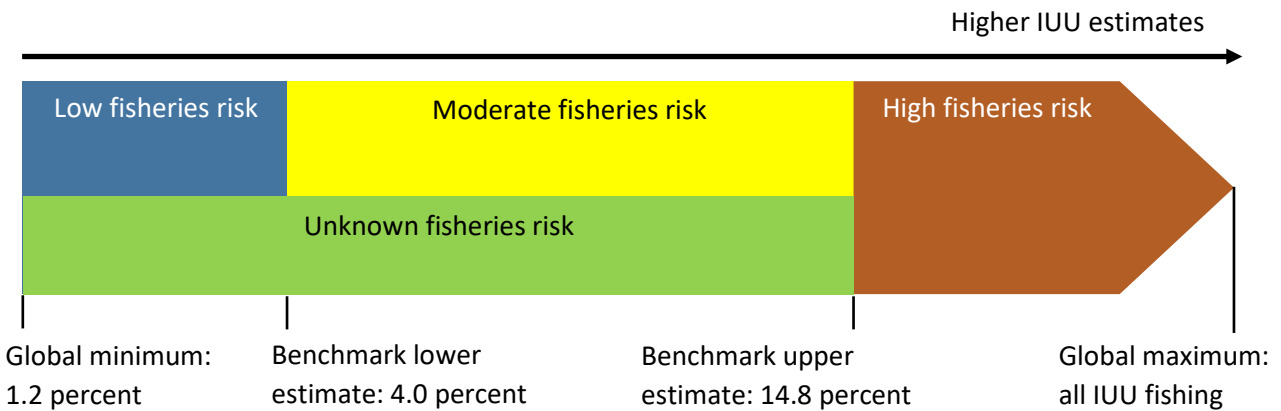 Higher IUU estimates
Low fisheries risk
Moderate fisheries risk
High fisheries risk
Unknown fisheries risk
Global minimum:
1.2 percent
Benchmark lower
estimate: 4.0 percent
Benchmark upper
estimate: 14.8 percent
Global maximum:
all IUU fishing